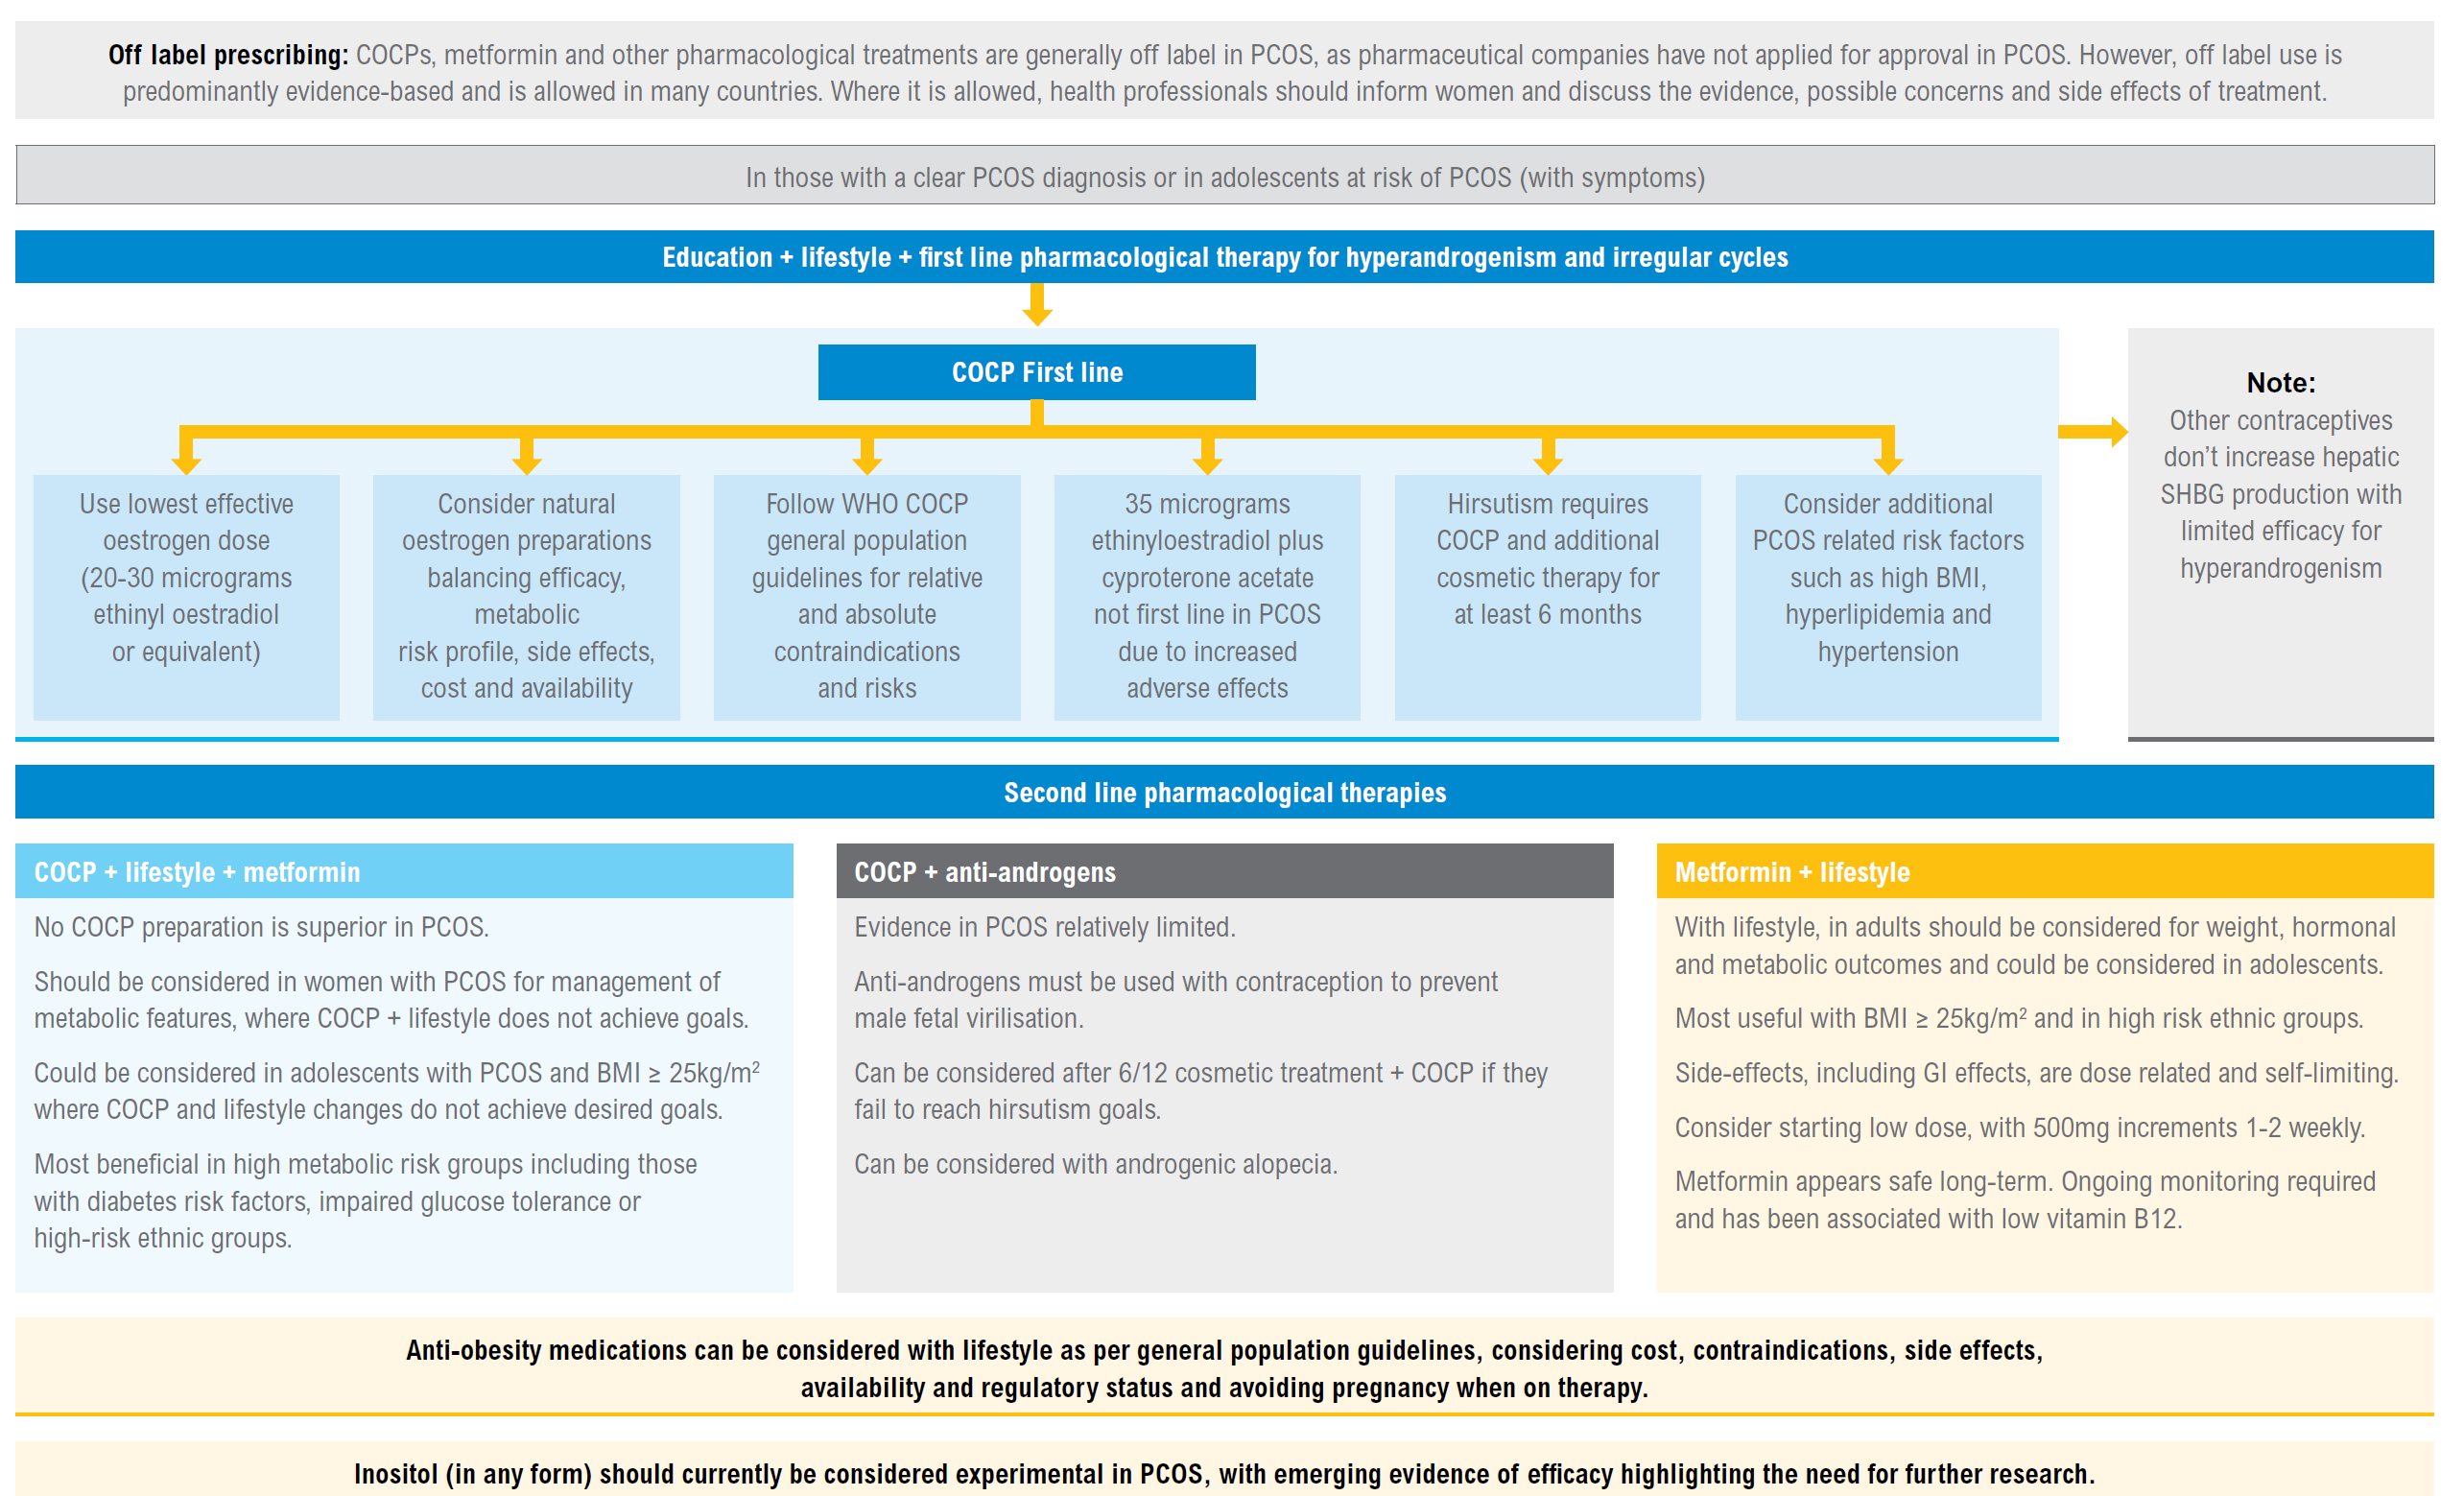 Off label prescribing: COCPs, metformin and other pharmacological treatments are generally off label in PCOS, as pharmaceutical companies have not applied for approval in PCOS. However, off label use is
predominantly evidence-based and is allowed in many countries. Where it is allowed, health professionals should inform women and discuss the evidence, possible concerns and side effects of treatment.
In those with a clear PCOS diagnosis or in adolescents at risk of PCOS (with symptoms)
Education + lifestyle + first line pharmacological therapy for hyperandrogenism and irregular cycles
COCP First line
Use lowest effective
oestrogen dose
(20-30 micrograms
ethinyl oestradiol
or equivalent)
Consider natural
oestrogen preparations
balancing efficacy,
metabolic
risk profile, side effects,
cost and availability
Follow WHO COCP
general population
guidelines for relative
and absolute
contraindications
and risks
35 micrograms
ethinyloestradiol plus
cyproterone acetate
not first line in PCOS
due to increased
adverse effects
Hirsutism requires
COCP and additional
cosmetic therapy for
at least 6 months
Consider additional
PCOS related risk factors
such as high BMI,
hyperlipidemia and
hypertension
Note:
Other contraceptives
don’t increase hepatic
SHBG production with
limited efficacy for
hyperandrogenism
Second line pharmacological therapies
COCP + lifestyle + metformin
No COCP preparation is superior in PCOS.
Should be considered in women with PCOS for management of
metabolic features, where COCP + lifestyle does not achieve goals.
Could be considered in adolescents with PCOS and BMI ≥ 25kg/m²
where COCP and lifestyle changes do not achieve desired goals.
Most beneficial in high metabolic risk groups including those
with diabetes risk factors, impaired glucose tolerance or
high-risk ethnic groups.
COCP + anti-androgens
Evidence in PCOS relatively limited.
Anti-androgens must be used with contraception to prevent
male fetal virilisation.
Can be considered after 6/12 cosmetic treatment + COCP if they
fail to reach hirsutism goals.
Can be considered with androgenic alopecia.
Metformin + lifestyle
With lifestyle, in adults should be considered for weight, hormonal
and metabolic outcomes and could be considered in adolescents.
Most useful with BMI ≥ 25kg/m² and in high risk ethnic groups.
Side-effects, including GI effects, are dose related and self-limiting.
Consider starting low dose, with 500mg increments 1-2 weekly.
Metformin appears safe long-term. Ongoing monitoring required
and has been associated with low vitamin B12.
Anti-obesity medications can be considered with lifestyle as per general population guidelines, considering cost, contraindications, side effects,
availability and regulatory status and avoiding pregnancy when on therapy.
Inositol (in any form) should currently be considered experimental in PCOS, with emerging evidence of efficacy highlighting the need for further research.